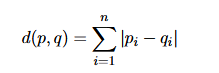 d(p, q) = \sum_{i=1}^{n} |p_i - q_i|